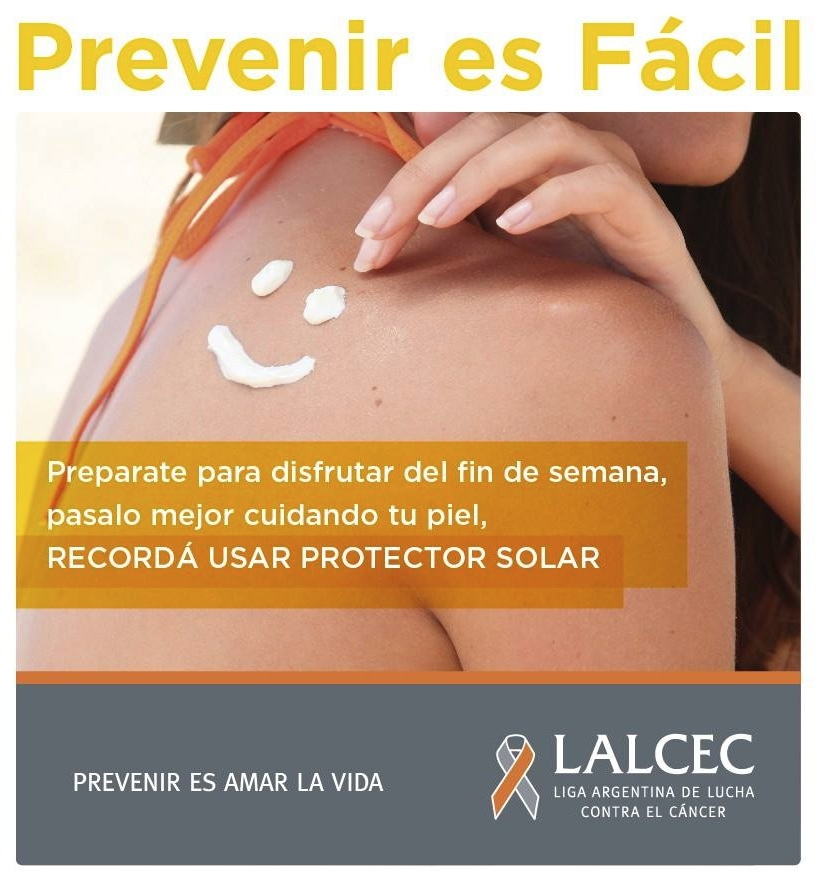 Prevenir es Fácil
Preparate para disfrutar del fin de semana,
pasalo mejor cuidando tu piel,
RECORDÁ USAR PROTECTOR SOLAR
PREVENIR ES AMAR LA VIDA
LALCEC
LIGA ARGENTINA DE LUCHA
CONTRA EL CÁNCER